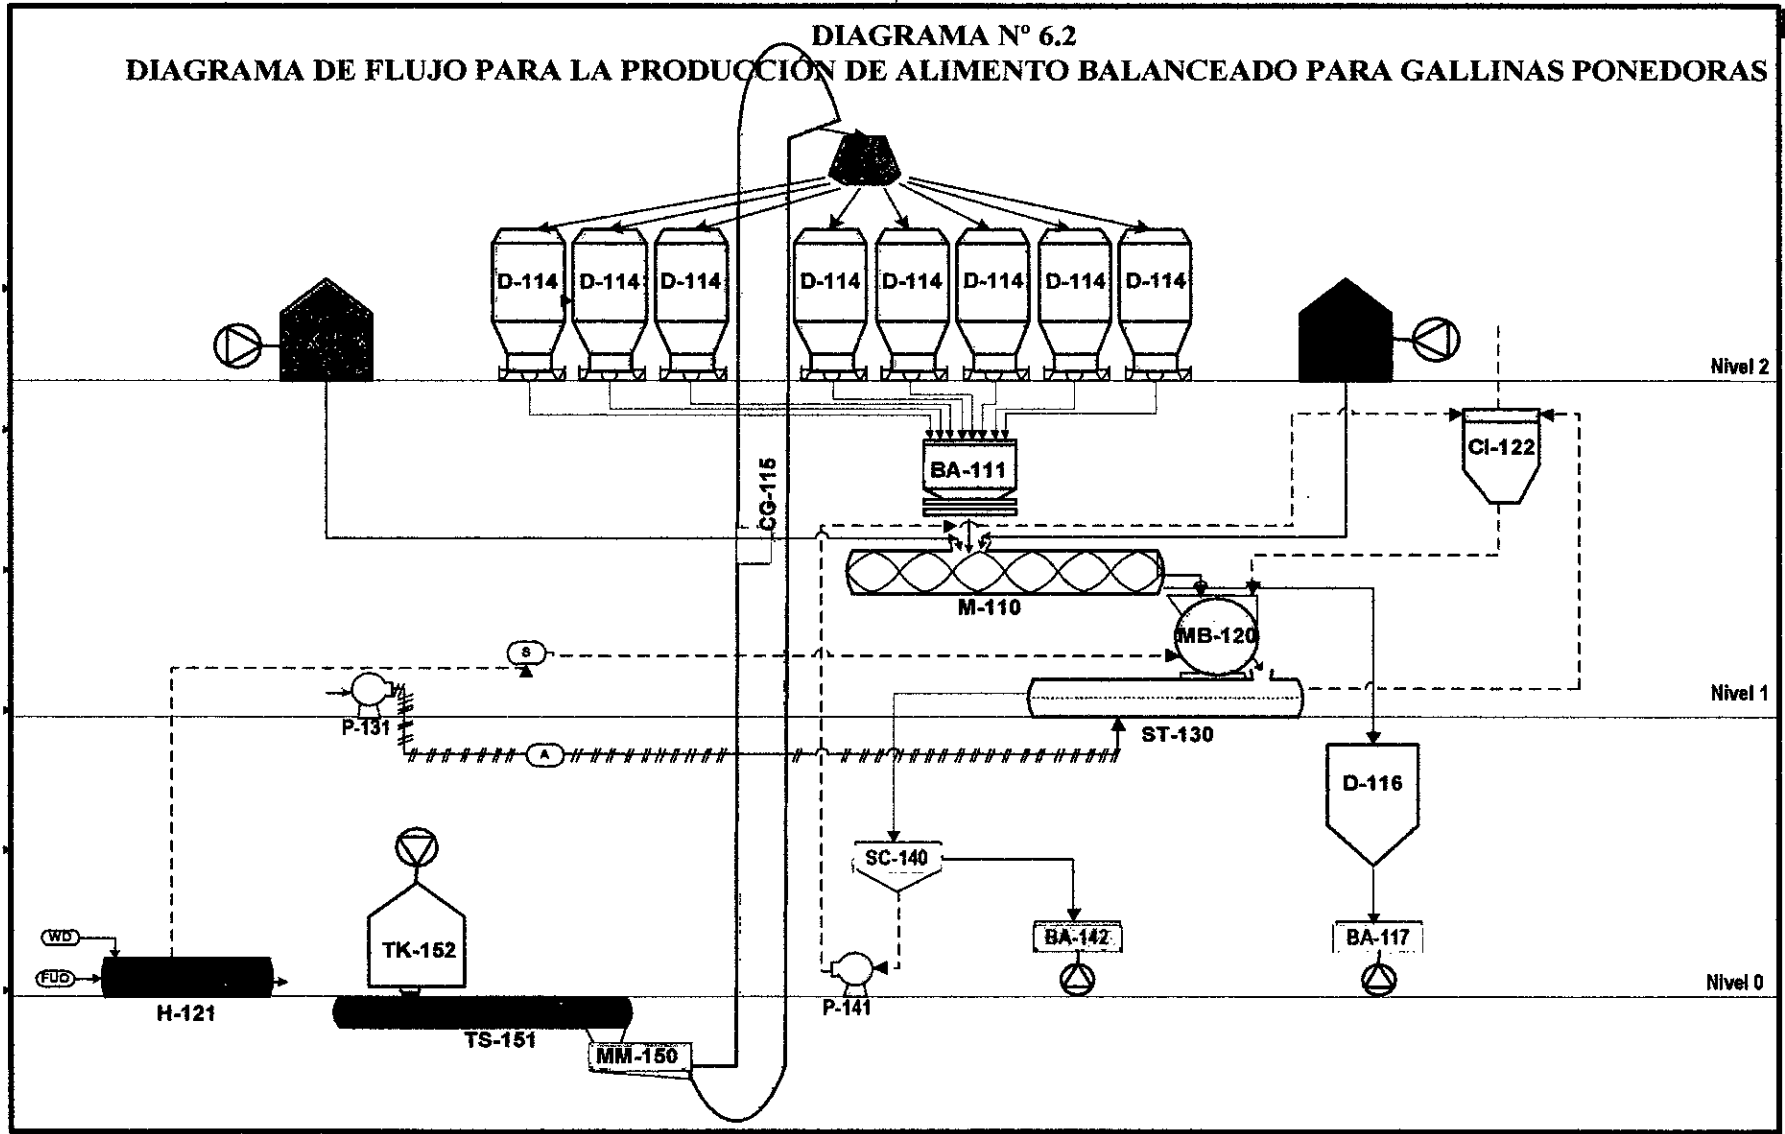 DIAGRAMA Nº 6.2
DIAGRAMA DE FLUJO PARA LA PRODUCCIÓN DE ALIMENTO BALANCEADO PARA GALLINAS PONEDORAS
D-114
D-114
D-114
D-114
D-114
D-114
D-114
D-114
Nivel 2
CI-122
BA-111
CG-115
M-110
MB-120
S
P-131
Nivel 1
ST-130
A
D-116
SC-140
TK-152
WD
BA-142
BA-117
FUO
Nivel 0
H-121
P-141
TS-151
MM-150